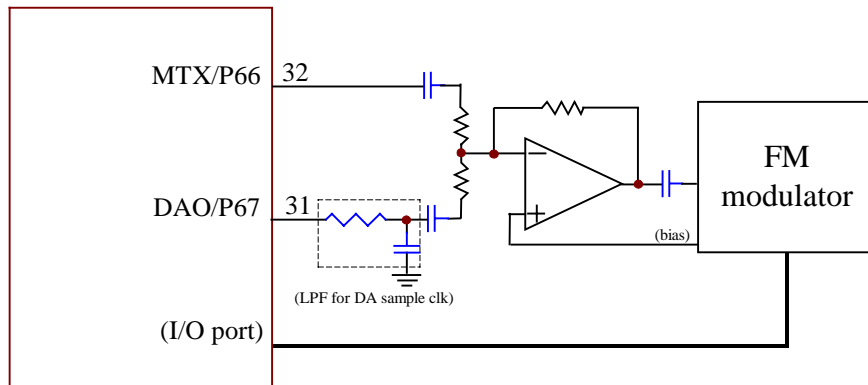 MTX/P66 32
FM
modulator
DAO/P67 31
(bias)
(LPF for DA sample clk)
(I/O port)